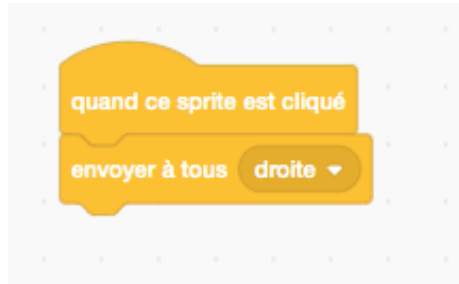 quand ce sprite est cliqué
envoyer à tous droite